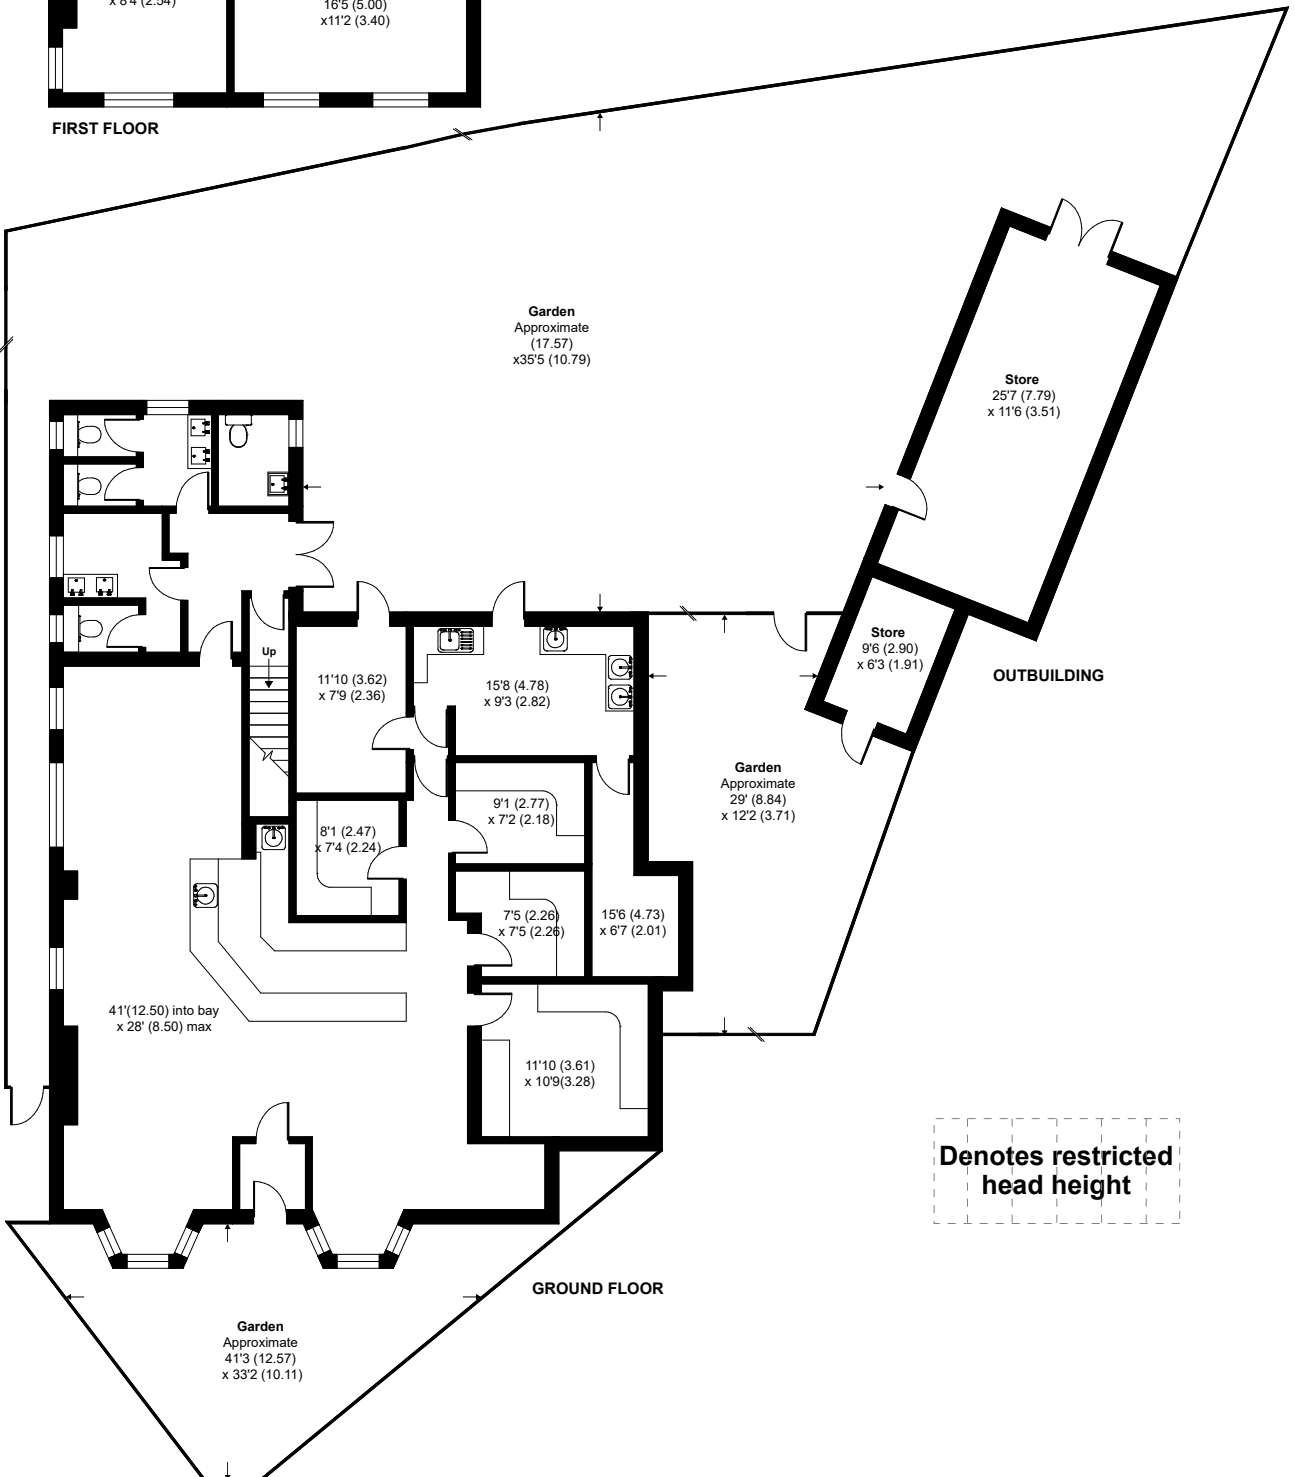 x 8'4 (2.54)
16'5 (5.00)
x11'2 (3.40)
FIRST FLOOR
Garden
Approximate
(17.57)
x35'5 (10.79)
Store
25'7 (7.79)
x 11'6 (3.51)
Store
9'6 (2.90)
x 6'3 (1.91)
OUTBUILDING
Up
11'10 (3.62)
x 7'9 (2.36)
15'8 (4.78)
x 9'3 (2.82)
Garden
Approximate
29' (8.84)
x 12'2 (3.71)
9'1 (2.77)
x 7'2 (2.18)
8'1 (2.47)
x 7'4 (2.24)
7'5 (2.26)
x 7'5 (2.26)
15'6 (4.73)
x 6'7 (2.01)
41'(12.50) into bay
x 28' (8.50) max
11'10 (3.61)
x 10'9(3.28)
Denotes restricted
head height
GROUND FLOOR
Garden
Approximate
41'3 (12.57)
x 33'2 (10.11)